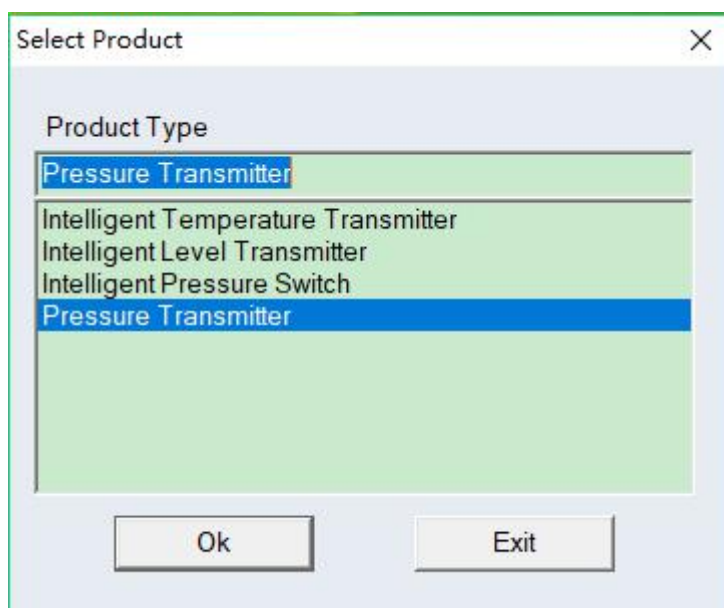 Select Product
Product Type
Pressure Transmitter
Intelligent Temperature Transmitter
Intelligent Level Transmitter
Intelligent Pressure Switch
Pressure Transmitter
Ok Exit